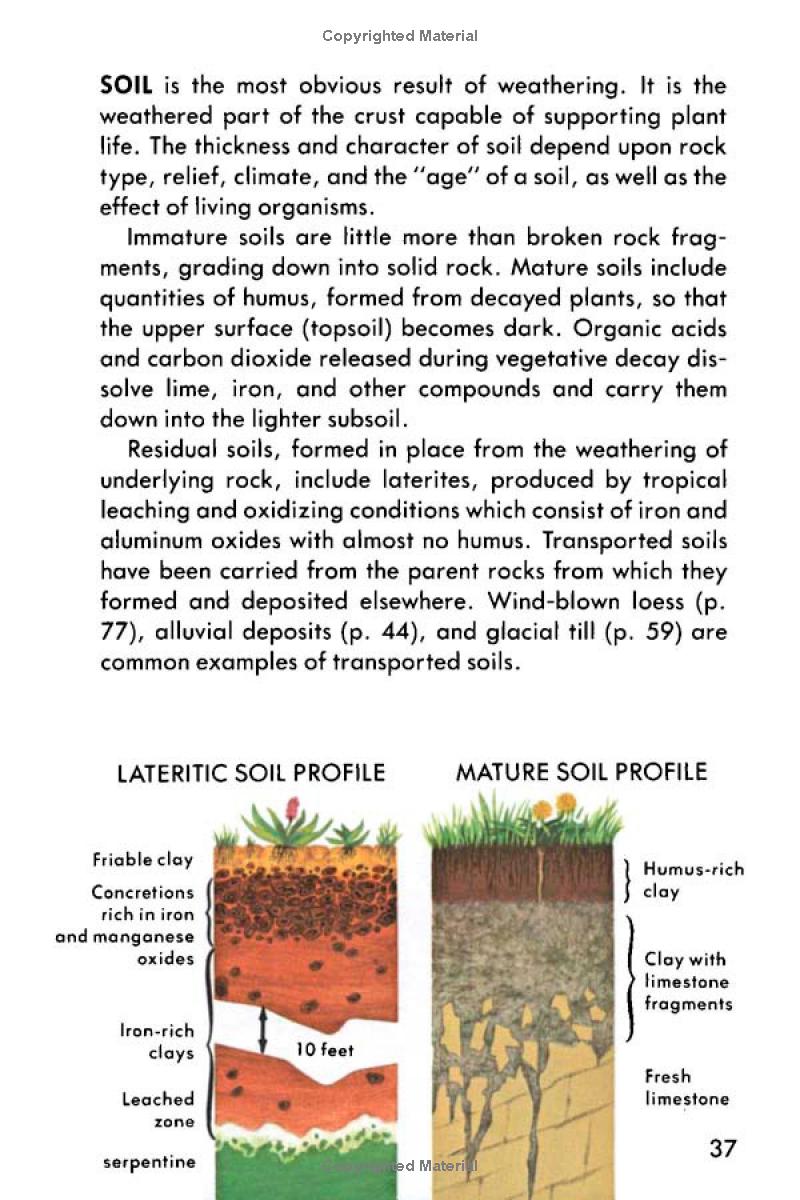 Copyrighted Material
SOIL is the most obvious result of weathering. It is the
weathered part of the crust capable of supporting plant
life. The thickness and character of soil depend upon rock
type, relief, climate, and the "age" of a soil, as well as the
effect of living organisms.
Immature soils are little more than broken rock frag-
ments, grading down into solid rock. Mature soils include
quantities of humus, formed from decayed plants, so that
the upper surface (topsoil) becomes dark. Organic acids
and carbon dioxide released during vegetative decay dis-
solve lime, iron, and other compounds and carry them
down into the lighter subsoil.
Residual soils, formed in place from the weathering of
underlying rock, include laterites, produced by tropical
leaching and oxidizing conditions which consist of iron and
aluminum oxides with almost no humus. Transported soils
have been carried from the parent rocks from which they
formed and deposited elsewhere. Wind-blown loess (p.
77), alluvial deposits (p. 44), and glacial till (p. 59) are
common examples of transported soils.
LATERITIC SOIL PROFILE
Friable clay
Concretions
rich in iron
and manganese
oxides
Iron-rich
clays
10 feet
Leached
zone
serpentine
MATURE SOIL PROFILE
Humus-rich
clay
Clay with
limestone
fragments
Fresh
limestone
37
Copyrighted Material